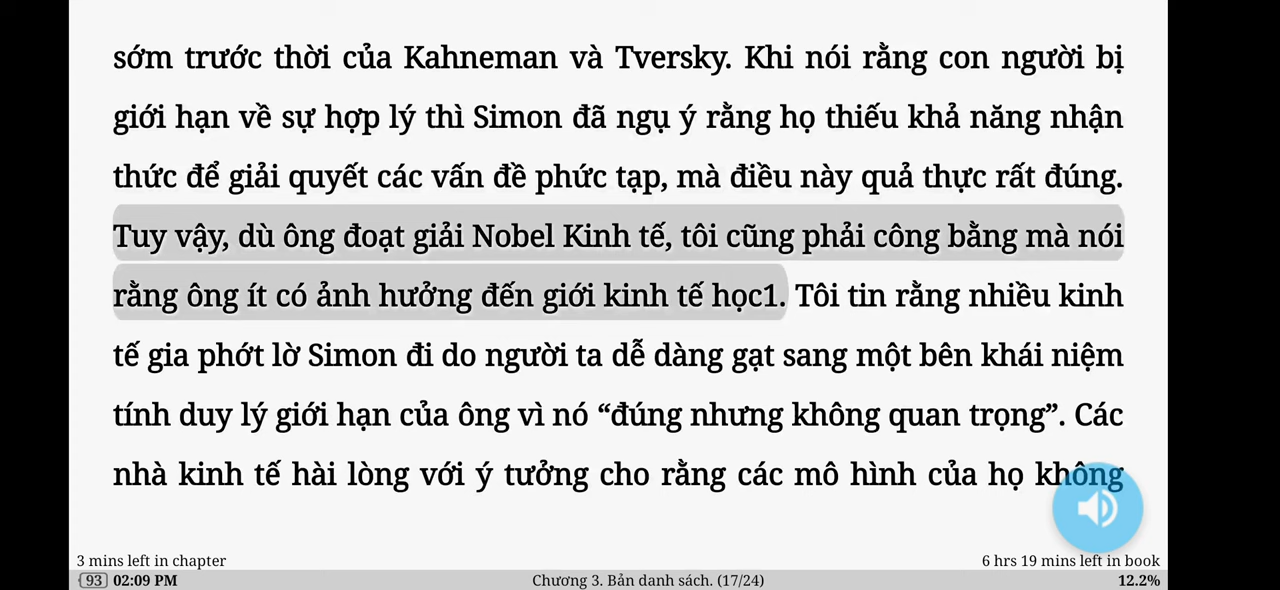 sớm trước thời của Kahneman và Tversky. Khi nói rằng con người bị
giới hạn về sự hợp lý thì Simon đã ngụ ý rằng họ thiếu khả năng nhận
thức để giải quyết các vấn đề phức tạp, mà điều này quả thực rất đúng.
Tuy vậy, dù ông đoạt giải Nobel Kinh tế, tôi cũng phải công bằng mà nói
rằng ông ít có ảnh hưởng đến giới kinh tế học1. Tôi tin rằng nhiều kinh
tế gia phớt lờ Simon đi do người ta dễ dàng gạt sang một bên khái niệm
tính duy lý giới hạn của ông vì nó “đúng nhưng không quan trọng”. Các
nhà kinh tế hài lòng với ý tưởng cho rằng các mô hình của họ không
3 mins left in chapter 6 hrs 19 mins left in book
93 02:09 PM Chương 3. Bản danh sách. (17/24) 12.2%